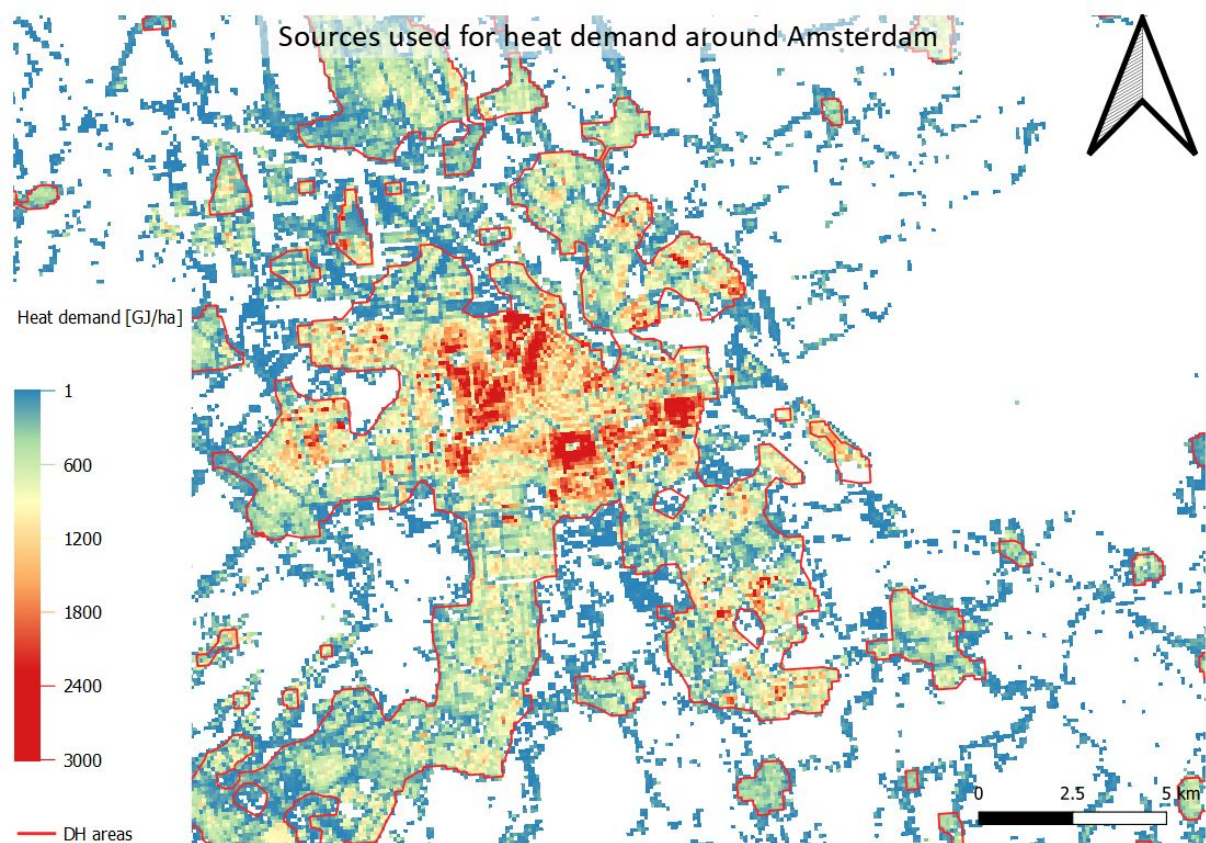 Sources used for heat demand around Amsterdam
Heat demand [GJ/ha]
1
600
1200
1800
2400
3000
DH areas
0 2.5 5 km